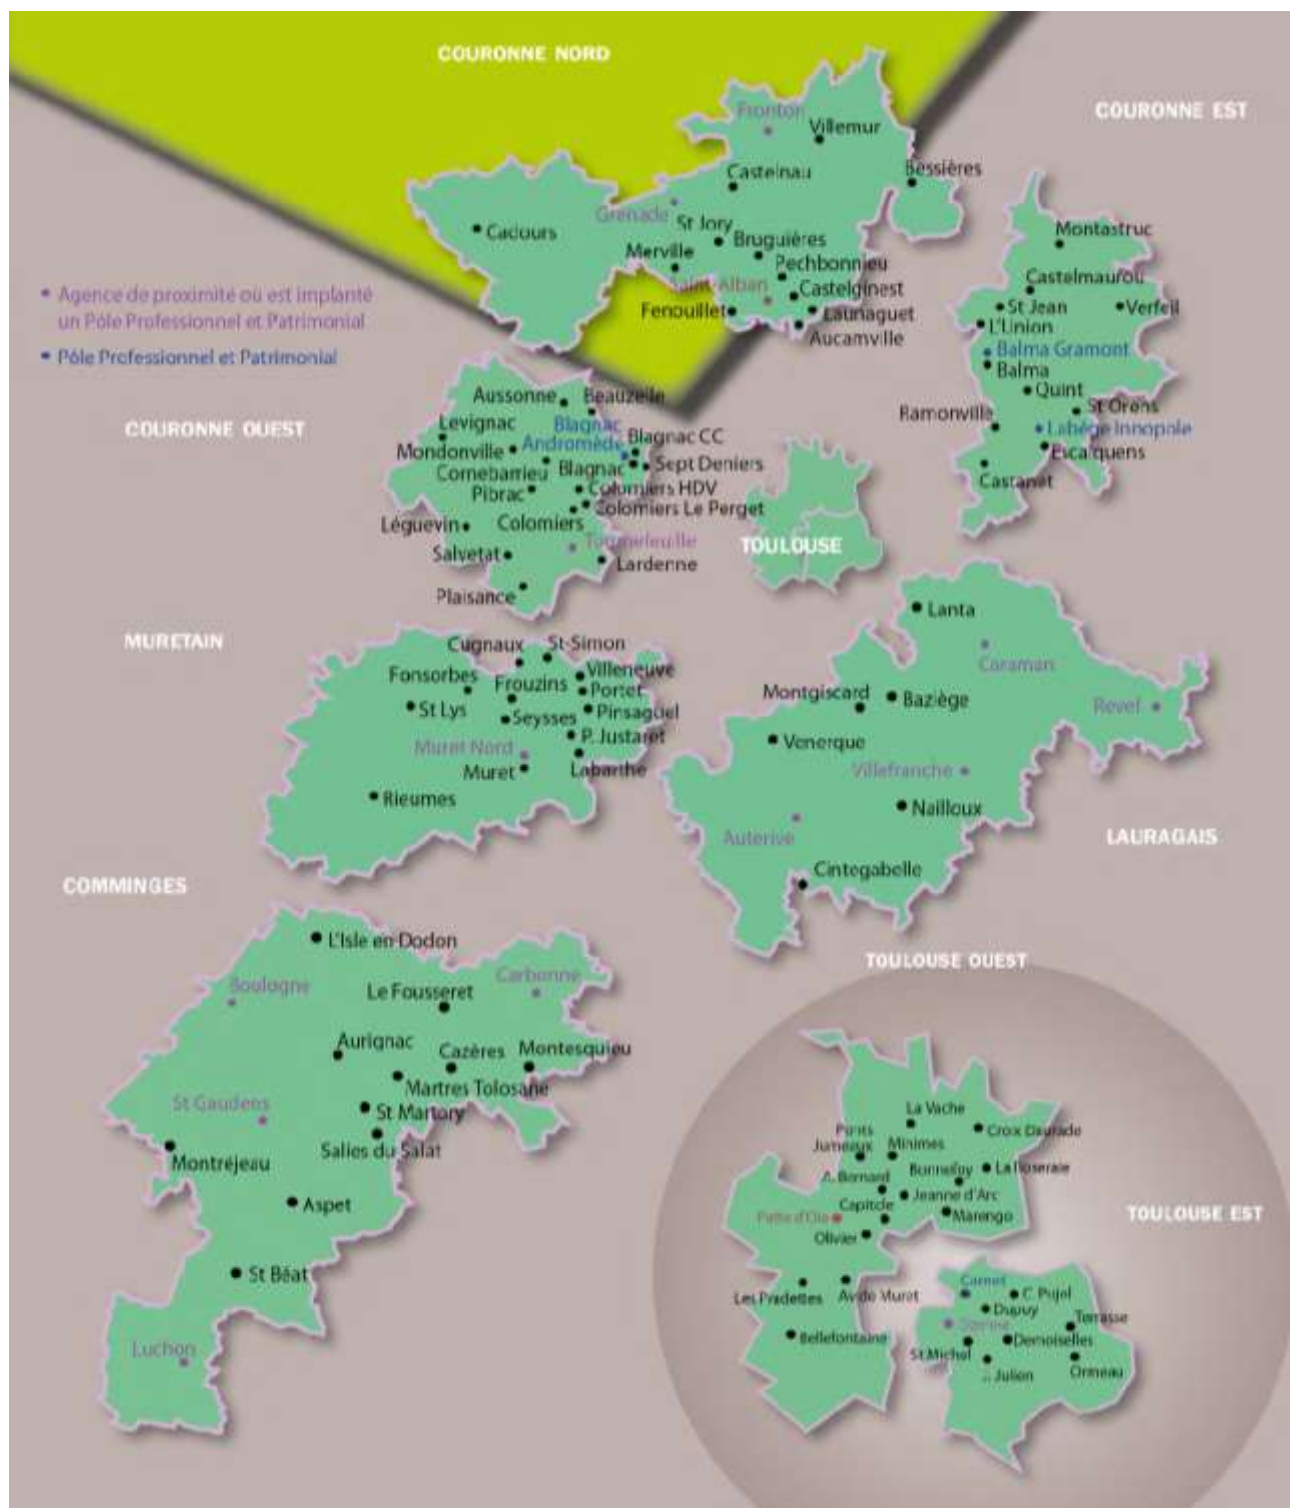 COURONNE NORD
COURONNE EST
Fronton
Villemur
Castelnau
Bessières
Grenade
St Jory
Cadours
Bruguières
Merville
Pechbonnieu
Saint-Alban
Castelginest
Fenouillet
Launaguet
Aucamville
Montastruc
Castelmaurou
St Jean
Verfeil
L'Union
Balma Gramont
Balma
Quint
Ramonville
St Orens
Labège Innopole
Escalquens
Castanet
Agence de proximité où est implanté
un Pôle Professionnel et Patrimonial
Pôle Professionnel et Patrimonial
COURONNE OUEST
Aussonne
Beauzelle
Levignac
Blagnac
Andromède
Blagnac CC
Mondonville
Cornebarrieu
Blagnac
Sept Deniers
Pibrac
Colomiers HDV
Colomiers Le Perget
Léguevin
Colomiers
Tournefeuille
Salvetat
Lardenne
Plaisance
TOULOUSE
MURETAIN
Cugnaux
St-Simon
Fonsorbes
Frouzins
Villeneuve
Portet
St Lys
Seysses
Pinsaguel
P. Justaret
Muret Nord
Muret
Labarthe
Rieumes
Lanta
Caraman
Montgiscard
Baziège
Revel
Venerque
Villefranche
Nailloux
Auterive
LAURAGAIS
Cintegabelle
COMMINGES
L'Isle en Dodon
Boulogne
Carbonne
Le Fousseret
Aurignac
Cazères
Montesquieu
Martres Tolosane
St Gaudens
St Martory
Salies du Salat
Montréjeau
Aspet
St Béat
Luchon
TOULOUSE OUEST
La Vache
Ponts
Jumeaux
Minimes
Croix Daurade
A. Bernard
Bonnefoy
La Roseraie
Jeanne d'Arc
Capitole
Patte d'Oie
Marengo
Olivier
TOULOUSE EST
Les Pradettes
Av de Muret
Bellefontaine
C. Pujol
Dupuy
Terrasse
St Michel
Demoiselles
Julien
Ormeau